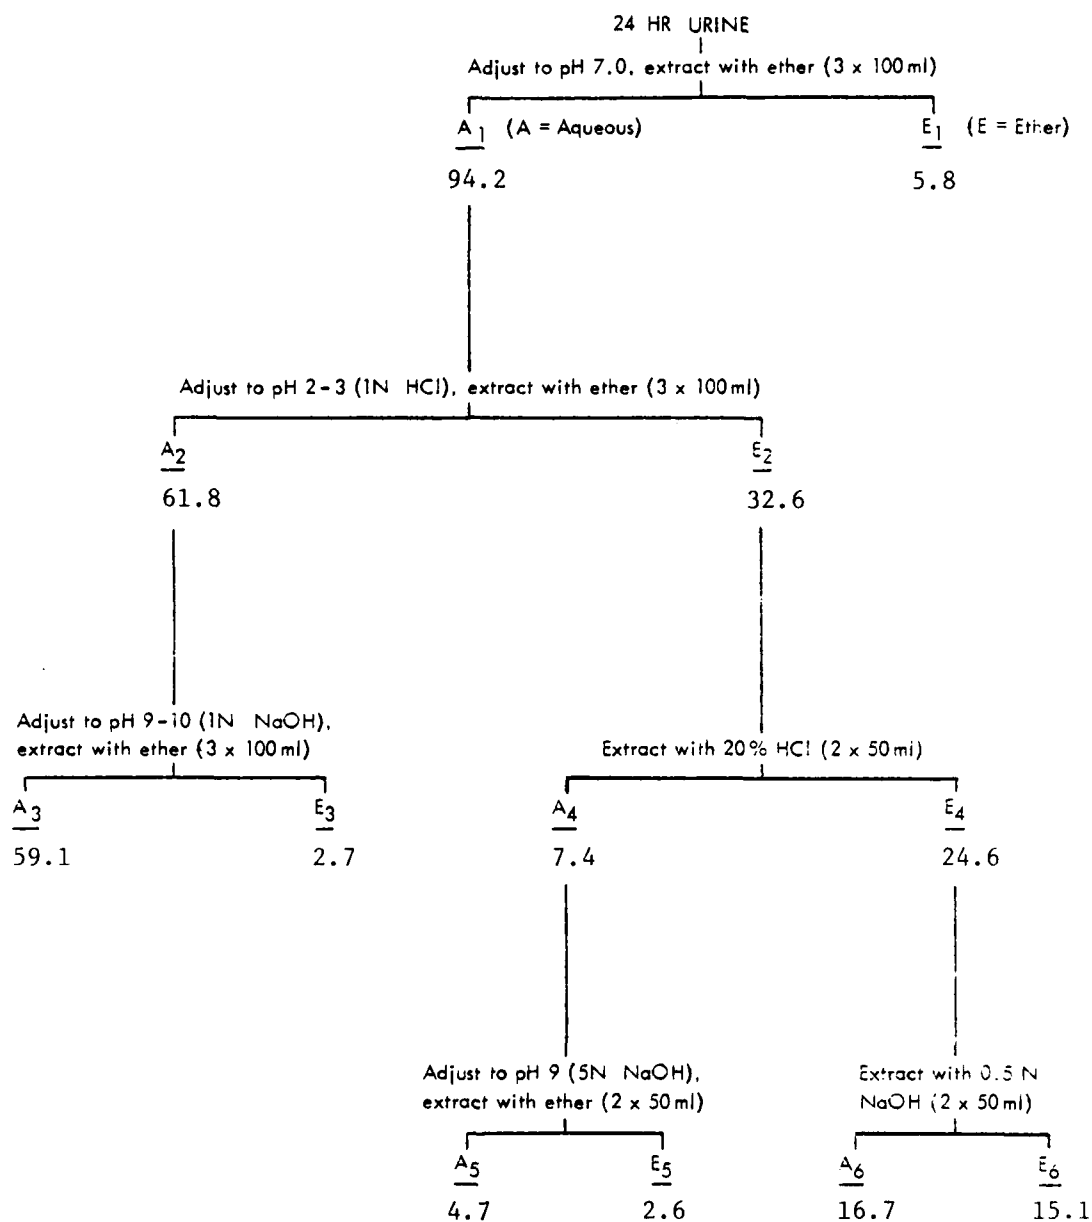 24 HR URINE
Adjust to pH 7.0, extract with ether (3 x 100 ml)
A1 (A = Aqueous)
E1 (E = Ether)
94.2
5.8
Adjust to pH 2-3 (1N HCl), extract with ether (3 x 100 ml)
A2
E2
61.8
32.6
Adjust to pH 9-10 (1N NaOH),
extract with ether (3 x 100 ml)
Extract with 20% HCl (2 x 50 ml)
A3
E3
A4
E4
59.1
2.7
7.4
24.6
Adjust to pH 9 (5N NaOH),
extract with ether (2 x 50 ml)
Extract with 0.5 N
NaOH (2 x 50 ml)
A5
E5
A6
E6
4.7
2.6
16.7
15.1